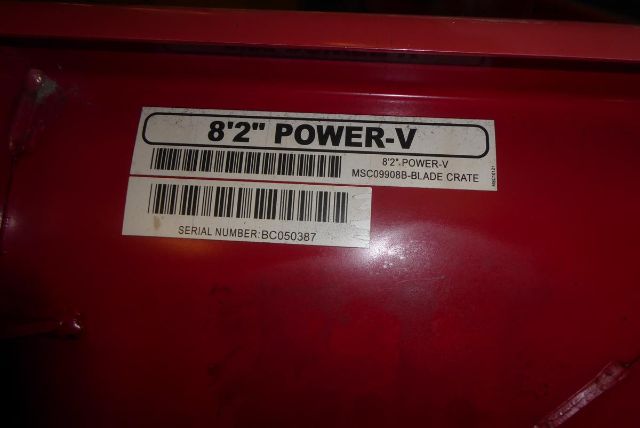 8'2" POWER-V
8'2"-POWER-V
MSC09908B-BLADE CRATE
SERIAL NUMBER:BC050387